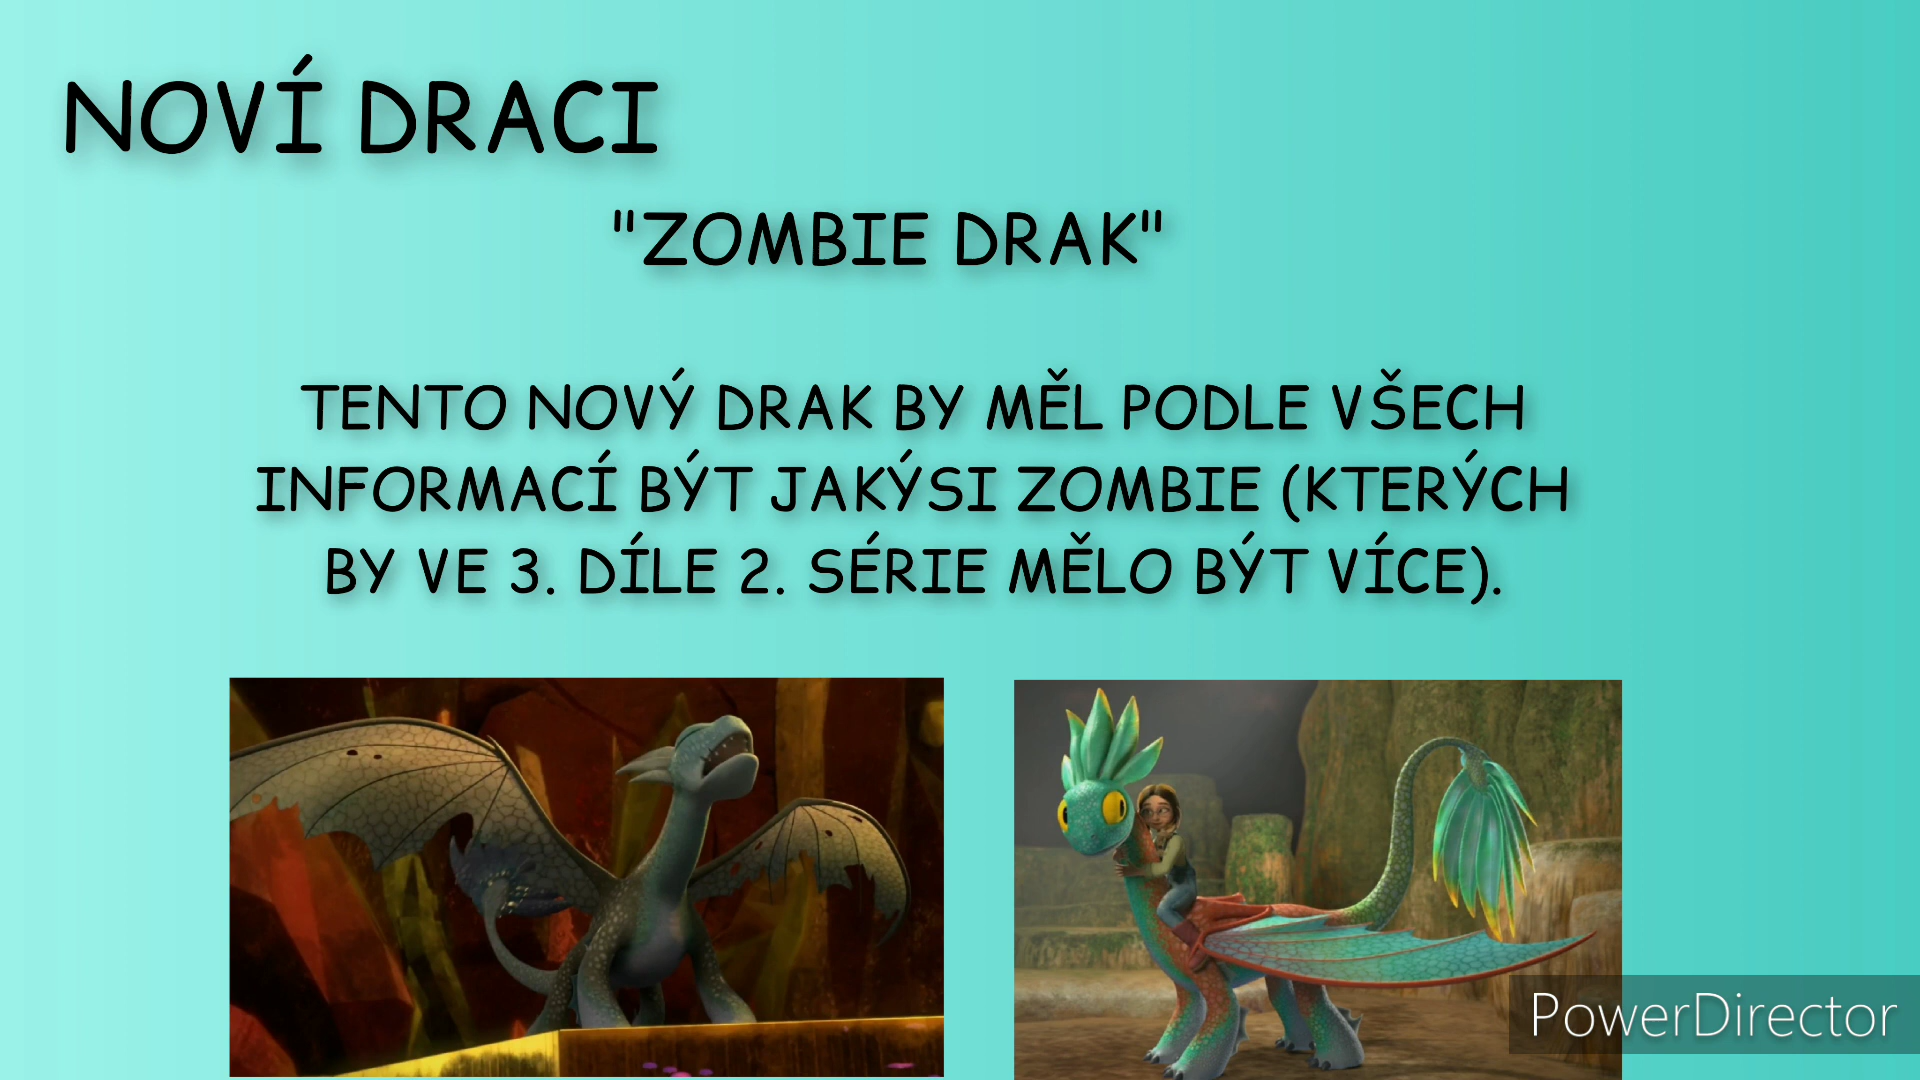 NOVÍ DRACI
"ZOMBIE DRAK"
TENTO NOVÝ DRAK BY MĚL PODLE VŠECH
INFORMACÍ BÝT JAKÝSI ZOMBIE (KTERÝCH
BY VE 3. DÍLE 2. SÉRIE MĚLO BÝT VÍCE).
PowerDirector